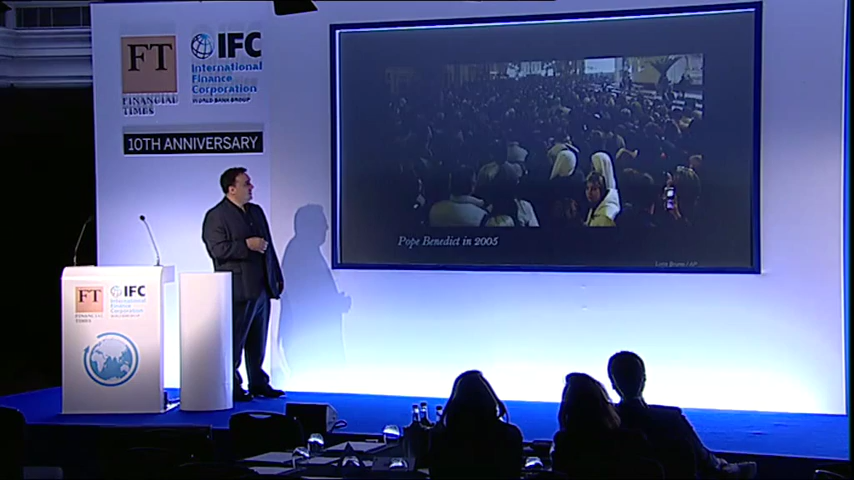 FT
FINANCIAL
TIMES
IFC
International
Finance
Corporation
WORLD BANK GROUP
10TH ANNIVERSARY
Pope Benedict in 2005
FT
FINANCIAL
TIMES
IFC
International
Finance
Corporation